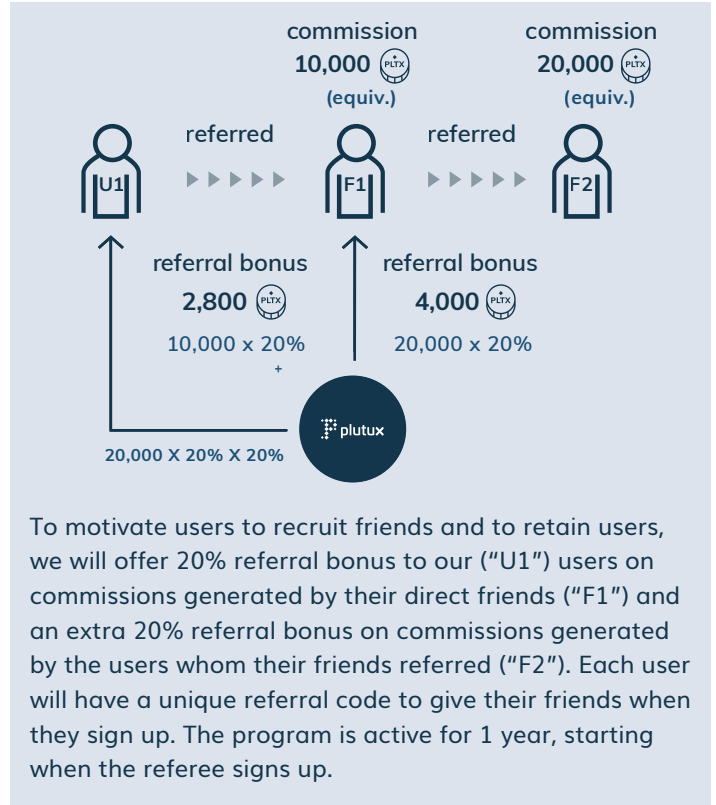 commission
10,000 PLTX
(equiv.)
commission
20,000 PLTX
(equiv.)
referred
referred
U1
F1
F2
referral bonus
2,800 PLTX
10,000 x 20%
+
20,000 X 20% X 20%
referral bonus
4,000 PLTX
20,000 x 20%
plutux
To motivate users to recruit friends and to retain users,
we will offer 20% referral bonus to our (“U1”) users on
commissions generated by their direct friends (“F1”) and
an extra 20% referral bonus on commissions generated
by the users whom their friends referred (“F2”). Each user
will have a unique referral code to give their friends when
they sign up. The program is active for 1 year, starting
when the referee signs up.